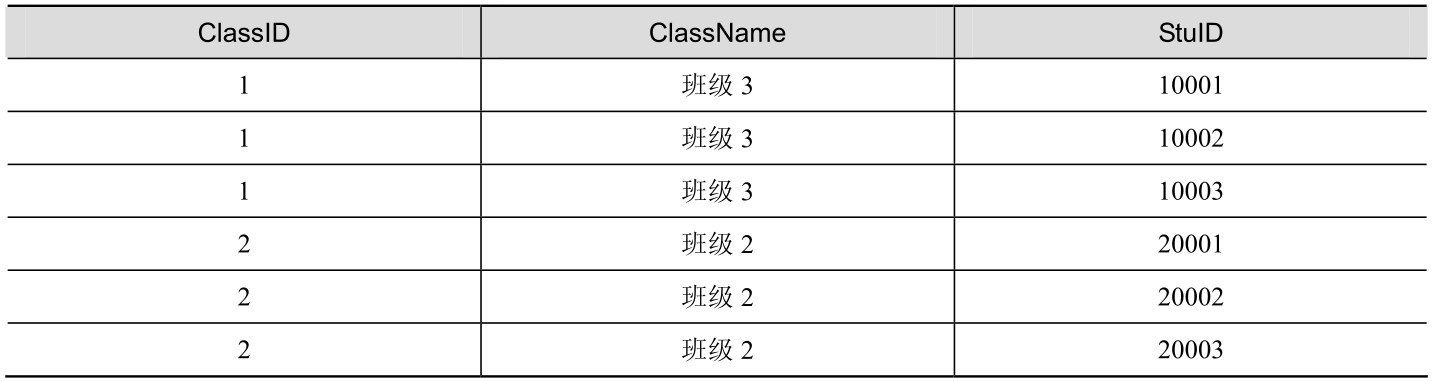 ClassID ClassName StuID
1 班级 3 10001
1 班级 3 10002
1 班级 3 10003
2 班级 2 20001
2 班级 2 20002
2 班级 2 20003